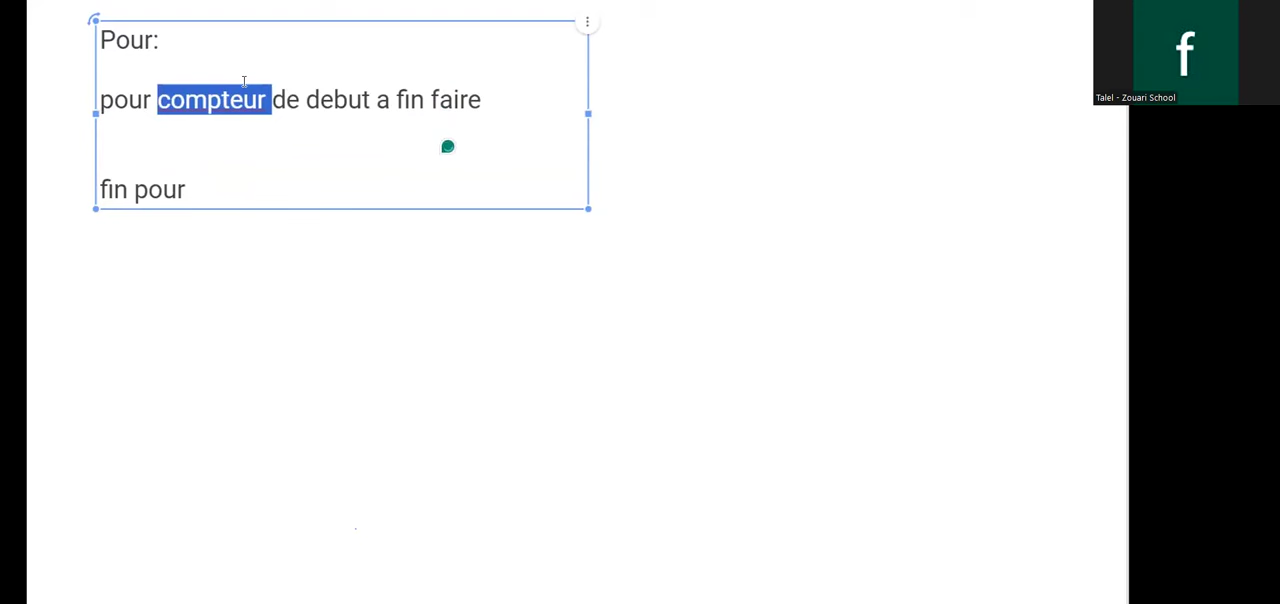 Pour:
pour compteur de debut a fin faire
fin pour
f
Talel - Zouari School